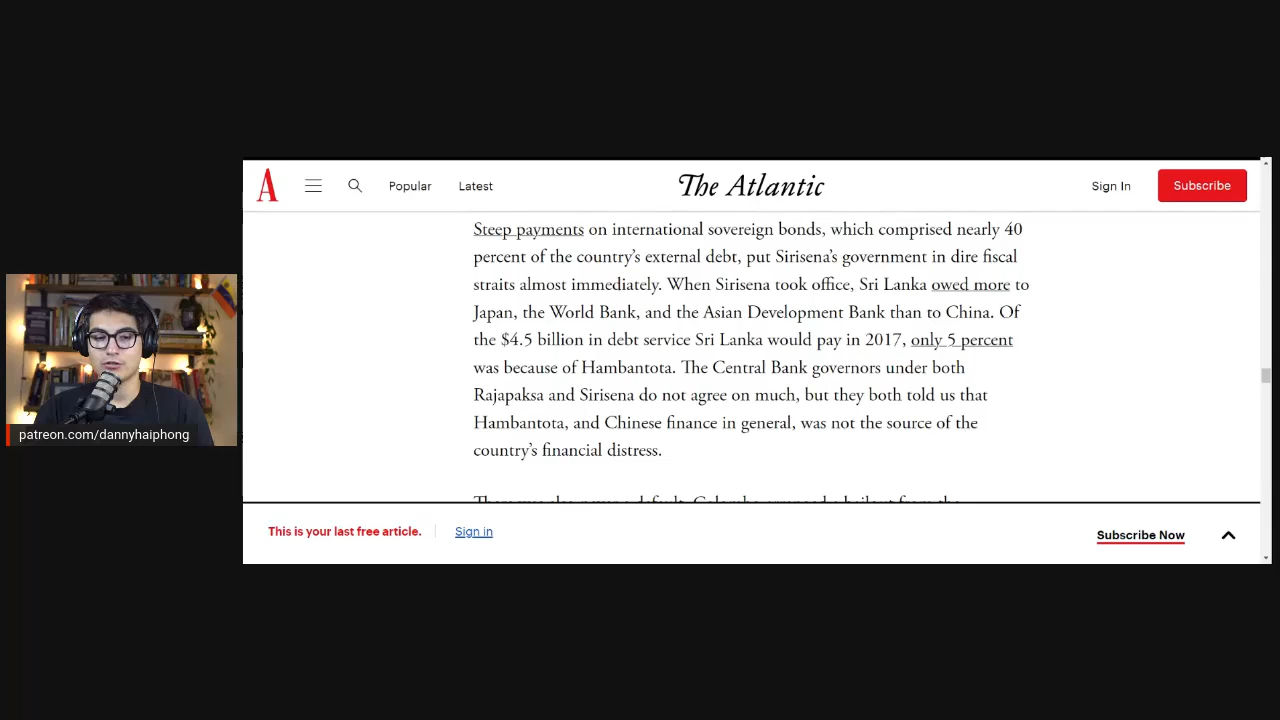 A
Popular
Latest
The Atlantic
Sign In
Subscribe
Steep payments on international sovereign bonds, which comprised nearly 40
percent of the country’s external debt, put Sirisena’s government in dire fiscal
straits almost immediately. When Sirisena took office, Sri Lanka owed more to
Japan, the World Bank, and the Asian Development Bank than to China. Of
the $4.5 billion in debt service Sri Lanka would pay in 2017, only 5 percent
was because of Hambantota. The Central Bank governors under both
Rajapaksa and Sirisena do not agree on much, but they both told us that
Hambantota, and Chinese finance in general, was not the source of the
country’s financial distress.
This is your last free article.
Sign in
Subscribe Now
patreon.com/dannyhaiphong